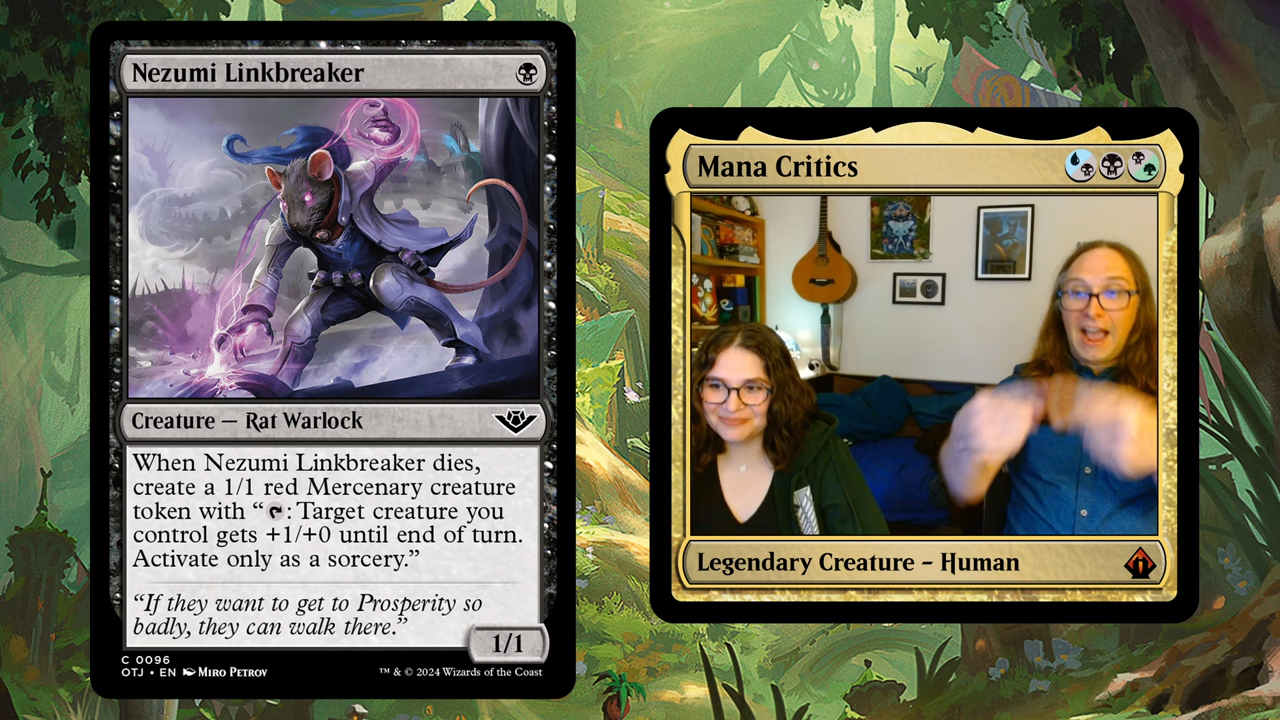 Nezumi Linkbreaker
Creature — Rat Warlock
When Nezumi Linkbreaker dies,
create a 1/1 red Mercenary creature
token with “: Target creature you
control gets +1/+0 until end of turn.
Activate only as a sorcery.”
“If they want to get to Prosperity so
badly, they can walk there.”
1/1
C 0096
OTJ • EN Miro Petrov
™ & © 2024 Wizards of the Coast
Mana Critics
Legendary Creature – Human